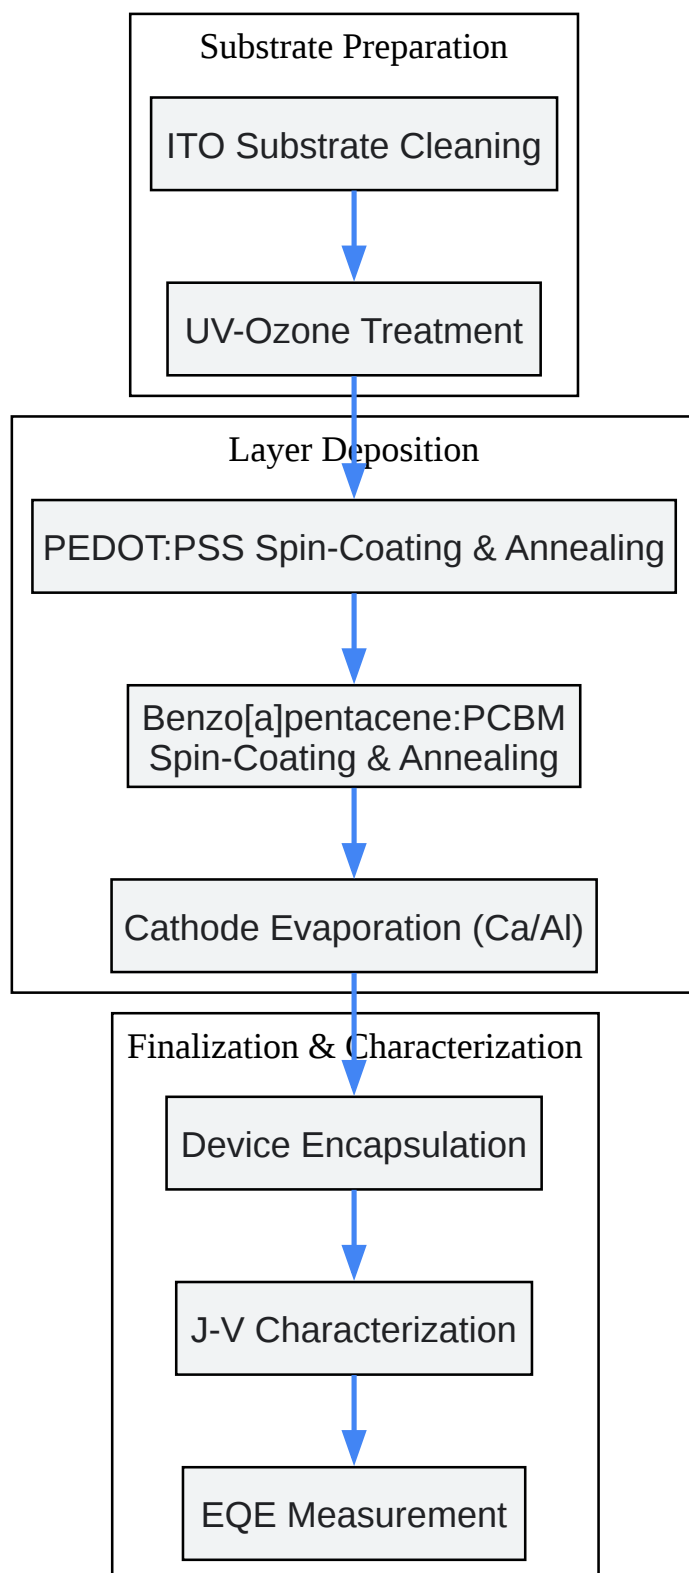 Substrate Preparation
ITO Substrate Cleaning
UV-Ozone Treatment
Layer Deposition
PEDOT:PSS Spin-Coating & Annealing
Benzo[a]pentacene:PCBM
Spin-Coating & Annealing
Cathode Evaporation (Ca/Al)
Finalization & Characterization
Device Encapsulation
J-V Characterization
EQE Measurement